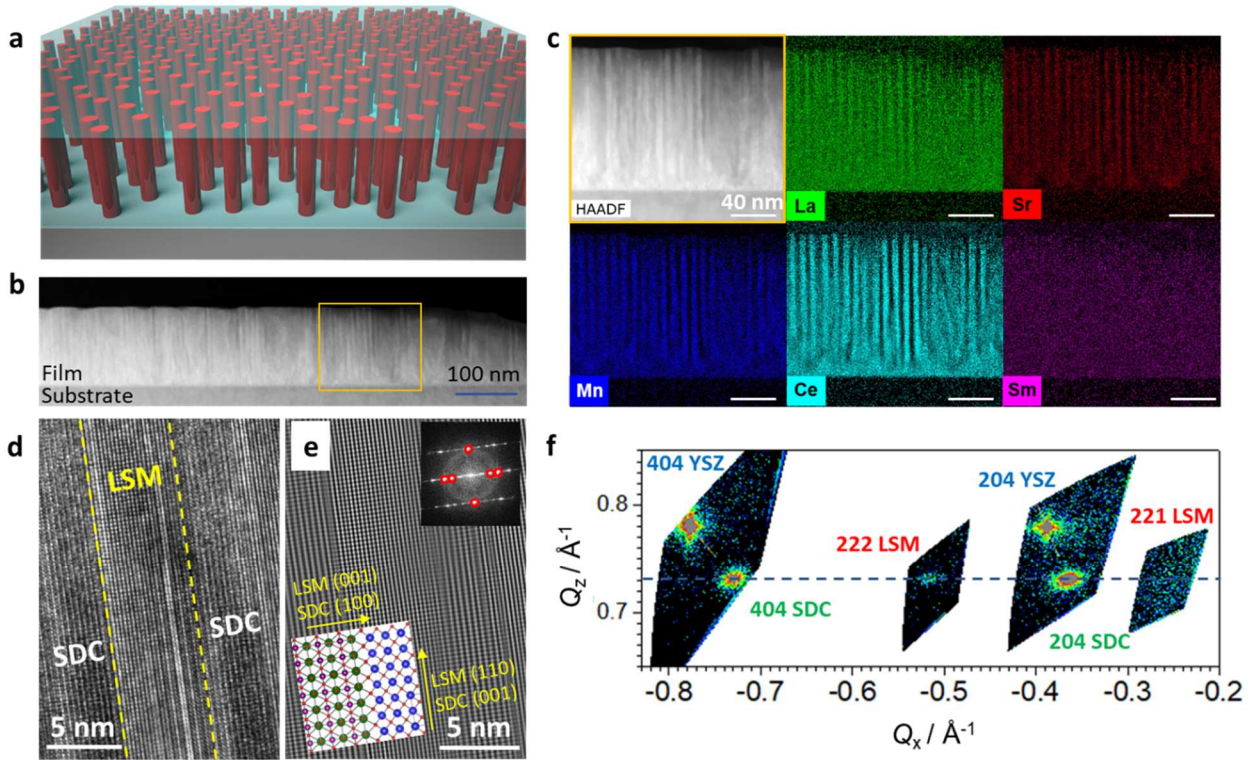 a
b
Film
Substrate
100 nm
c
HAADF
40 nm
La
Sr
Mn
Ce
Sm
d
LSM
SDC
SDC
5 nm
e
LSM (001)
SDC (100)
LSM (110)
SDC (001)
5 nm
f
404 YSZ
204 YSZ
221 LSM
222 LSM
404 SDC
204 SDC
0.8
0.7
Qz / Å-1
-0.8 -0.7 -0.6 -0.5 -0.4 -0.3 -0.2
Qx / Å-1